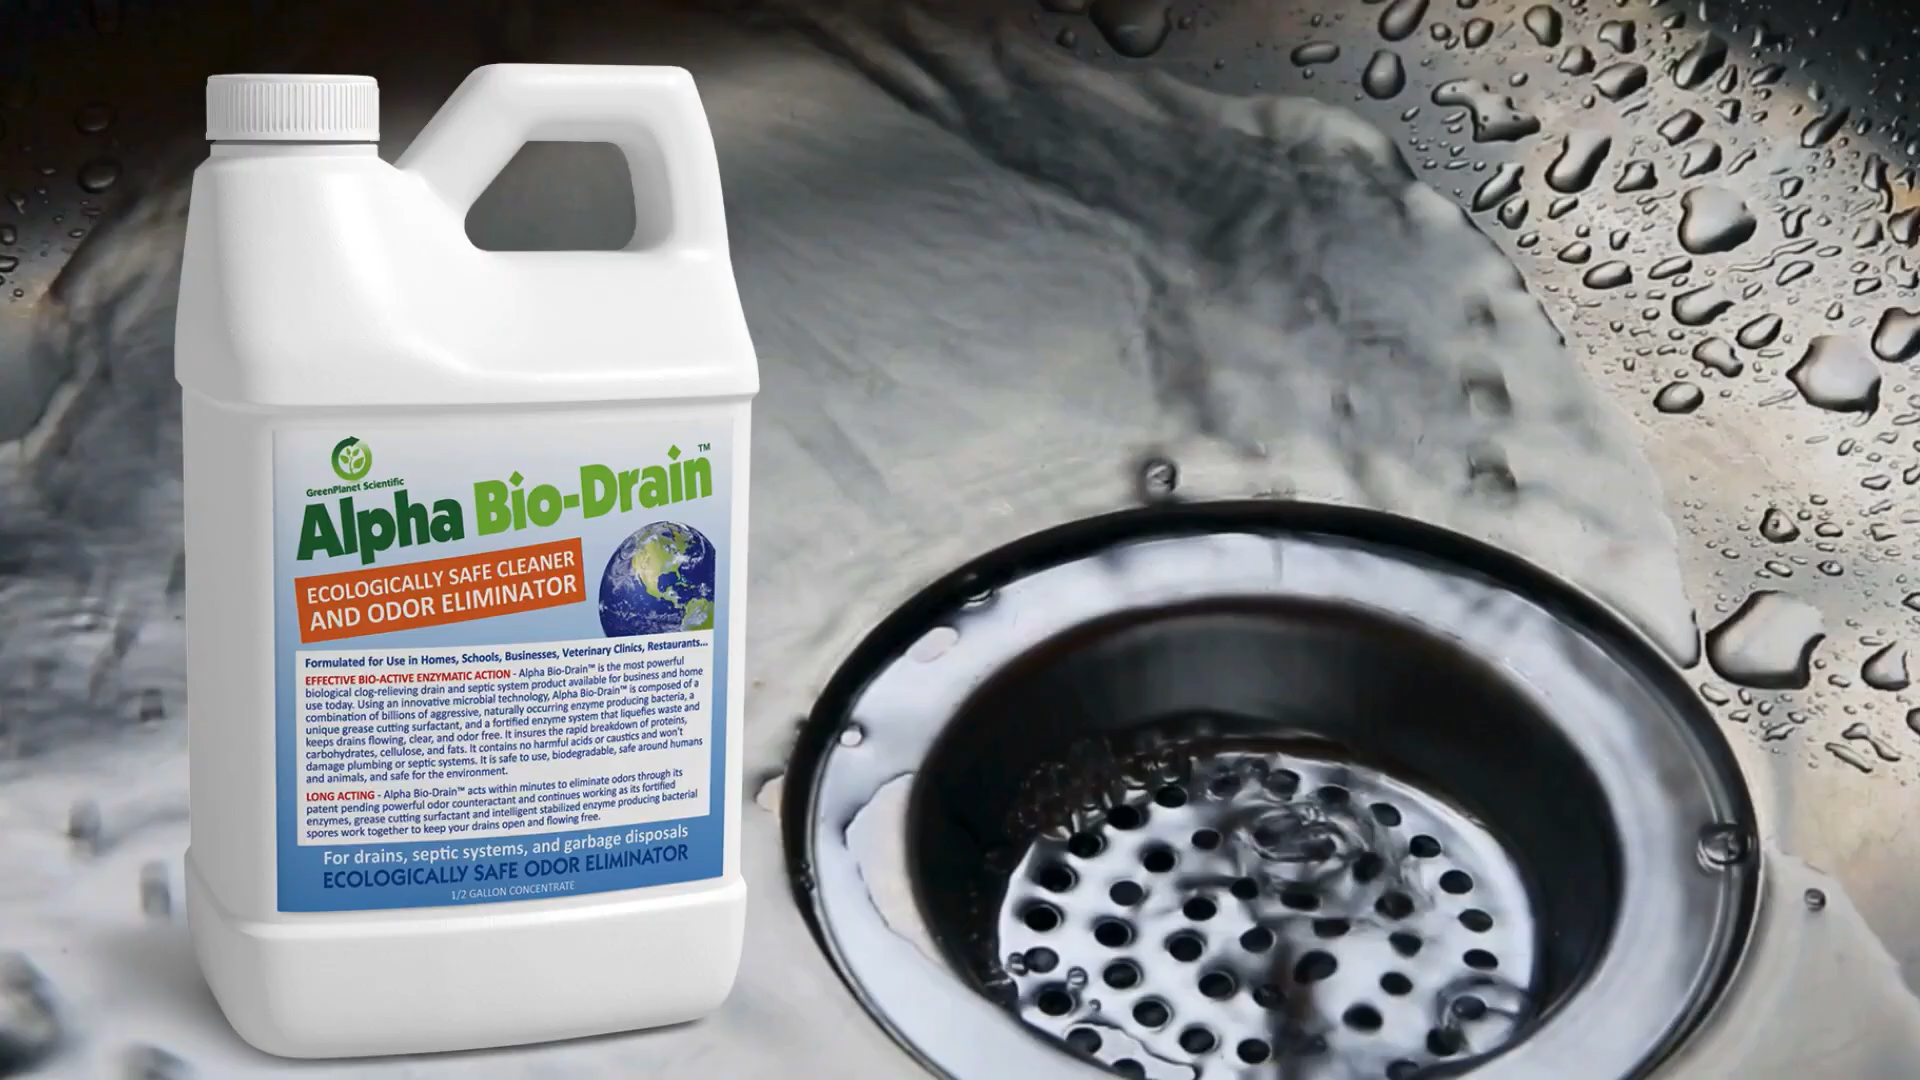 GreenPlanet Scientific
Alpha Bio-Drain™
ECOLOGICALLY SAFE CLEANER
AND ODOR ELIMINATOR
Formulated for Use in Homes, Schools, Businesses, Veterinary Clinics, Restaurants...
EFFECTIVE BIO-ACTIVE ENZYMATIC ACTION - Alpha Bio-Drain™ is the most powerful
biological clog-relieving drain and septic system product available for business and home
use today. Using an innovative microbial technology, Alpha Bio-Drain™ is composed of a
combination of billions of aggressive, naturally occurring enzyme producing bacteria, a
unique grease cutting surfactant, and a fortified enzyme system that liquefies waste and
keeps drains flowing, clear, and odor free. It insures the rapid breakdown of proteins,
carbohydrates, cellulose, and fats. It contains no harmful acids or caustics and won't
damage plumbing or septic systems. It is safe to use, biodegradable, safe around humans
and animals, and safe for the environment.
LONG ACTING - Alpha Bio-Drain™ acts within minutes to eliminate odors through its
patent pending powerful odor counteractant and continues working as its fortified
enzymes, grease cutting surfactant and intelligent stabilized enzyme producing bacterial
spores work together to keep your drains open and flowing free.
For drains, septic systems, and garbage disposals
ECOLOGICALLY SAFE ODOR ELIMINATOR
1/2 GALLON CONCENTRATE